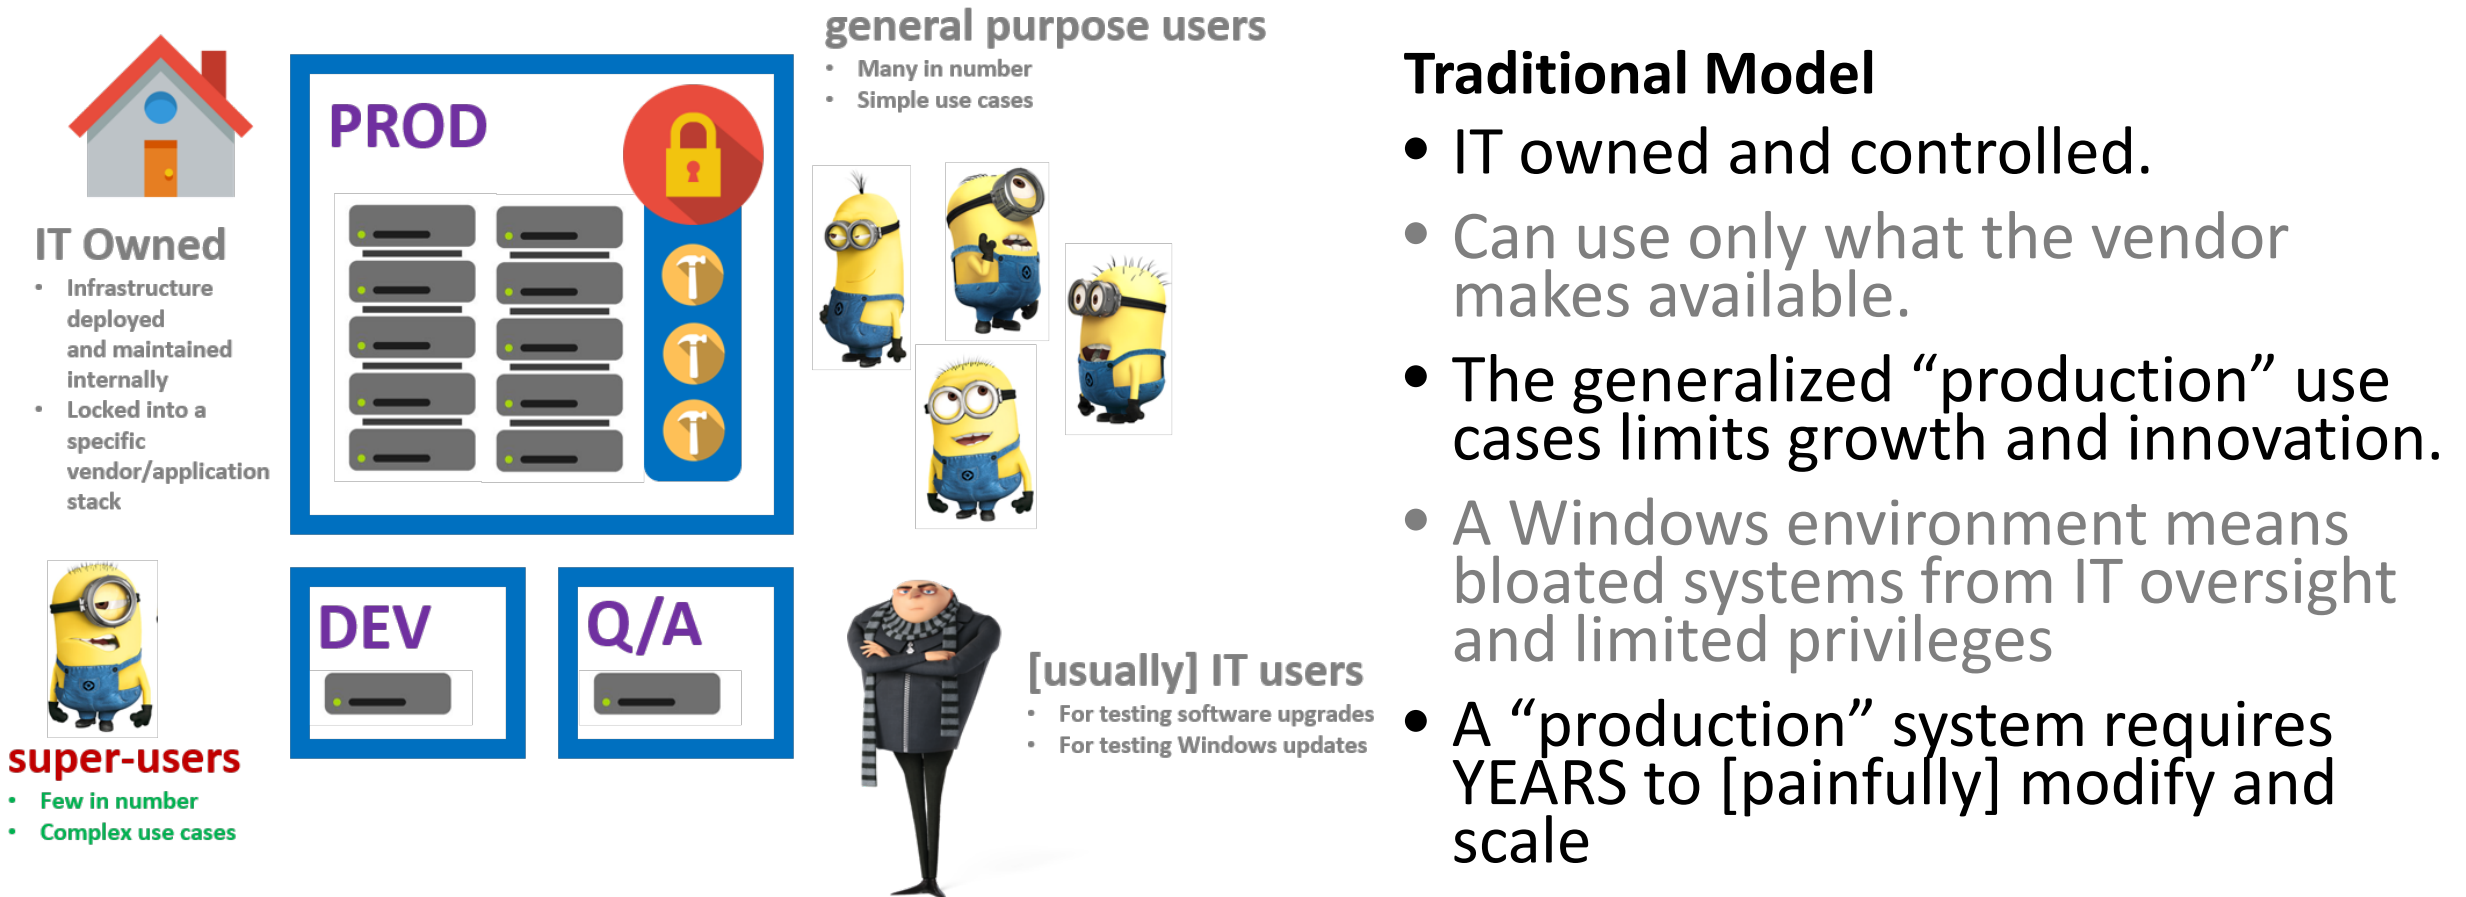 general purpose users
• Many in number
• Simple use cases
PROD
IT Owned
• Infrastructure
deployed
and maintained
internally
• Locked into a
specific
vendor/application
stack
DEV
Q/A
super-users
• Few in number
• Complex use cases
[usually] IT users
• For testing software upgrades
• For testing Windows updates
Traditional Model
• IT owned and controlled.
• Can use only what the vendor
makes available.
• The generalized “production” use
cases limits growth and innovation.
• A Windows environment means
bloated systems from IT oversight
and limited privileges
• A “production” system requires
YEARS to [painfully] modify and
scale